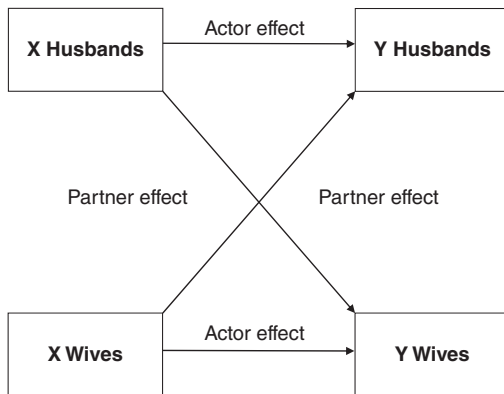 Actor effect
X Husbands
Y Husbands
Partner effect
Partner effect
Actor effect
X Wives
Y Wives